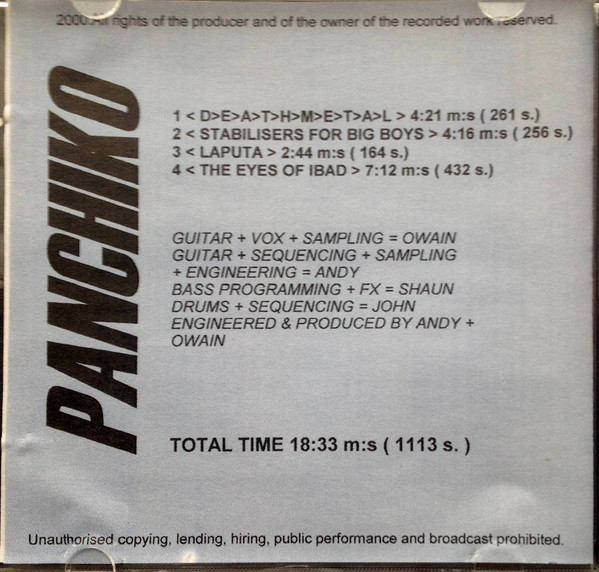 2000.All rights of the producer and of the owner of the recorded work reserved.
PANCHIKO
1 < D>E>A>T>H>M>E>T>A>L > 4:21 m:s ( 261 s.)
2 < STABILISERS FOR BIG BOYS > 4:16 m:s ( 256 s.)
3 < LAPUTA > 2:44 m:s ( 164 s.)
4 < THE EYES OF IBAD > 7:12 m:s ( 432 s.)
GUITAR + VOX + SAMPLING = OWAIN
GUITAR + SEQUENCING + SAMPLING
+ ENGINEERING = ANDY
BASS PROGRAMMING + FX = SHAUN
DRUMS + SEQUENCING = JOHN
ENGINEERED & PRODUCED BY ANDY +
OWAIN
TOTAL TIME 18:33 m:s ( 1113 s. )
Unauthorised copying, lending, hiring, public performance and broadcast prohibited.